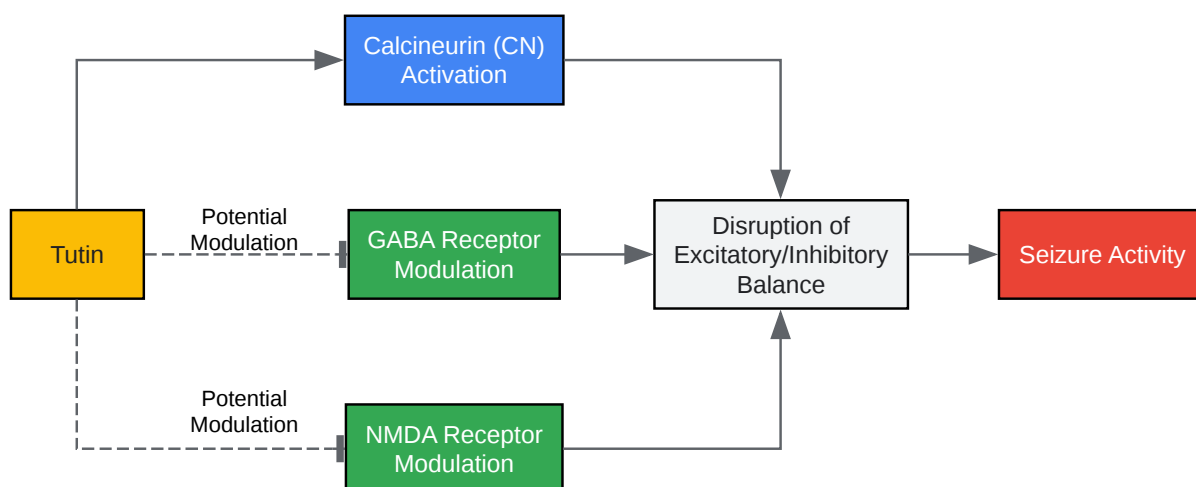 Calcineurin (CN)
Activation
Tutin
Potential
Modulation
GABA Receptor
Modulation
Disruption of
Excitatory/Inhibitory
Balance
Seizure Activity
Potential
Modulation
NMDA Receptor
Modulation